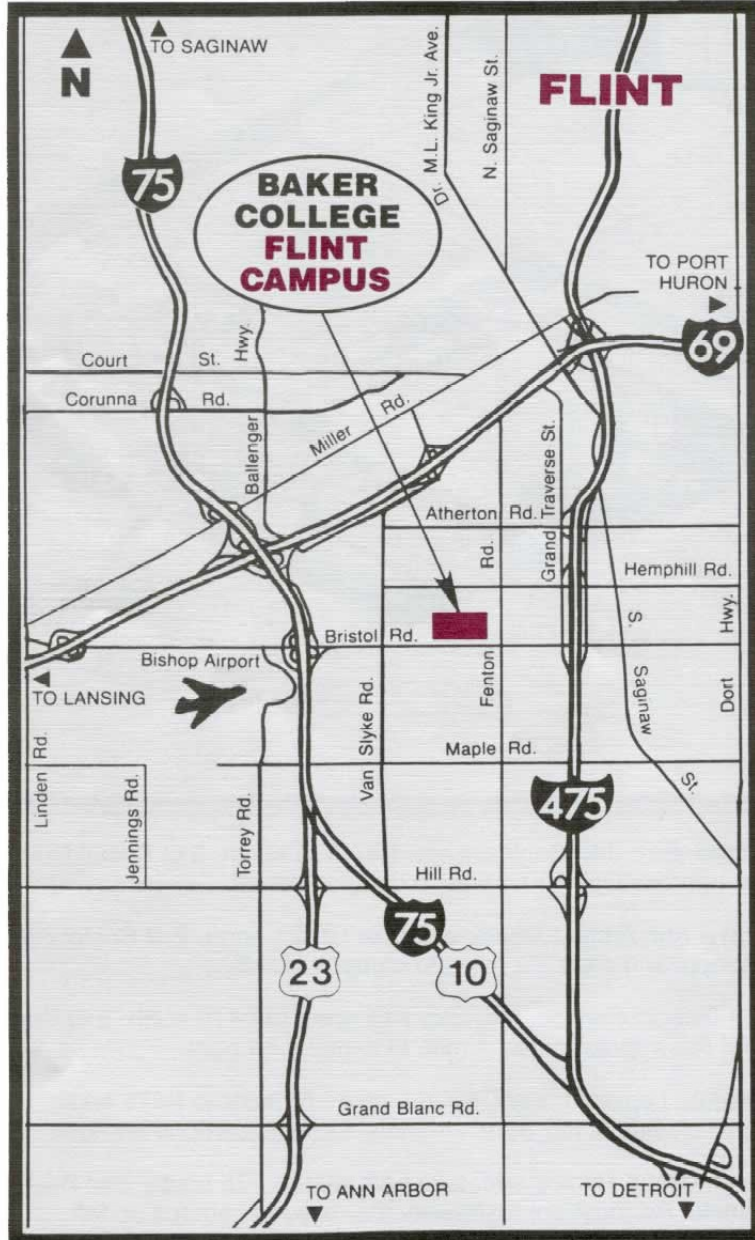 TO SAGINAW
N
Dr. M.L. King Jr. Ave.
N. Saginaw St.
FLINT
75
BAKER
COLLEGE
FLINT
CAMPUS
TO PORT
HURON
69
Court St.
Corunna Rd.
Ballenger Hwy.
Miller Rd.
Atherton Rd.
Grand Traverse St.
Hemphill Rd.
Bristol Rd.
Bishop Airport
TO LANSING
Fenton Rd.
S. Saginaw St.
Dort Hwy.
Linden Rd.
Jennings Rd.
Torrey Rd.
Van Slyke Rd.
Maple Rd.
475
Hill Rd.
75
23
10
Grand Blanc Rd.
TO ANN ARBOR
TO DETROIT